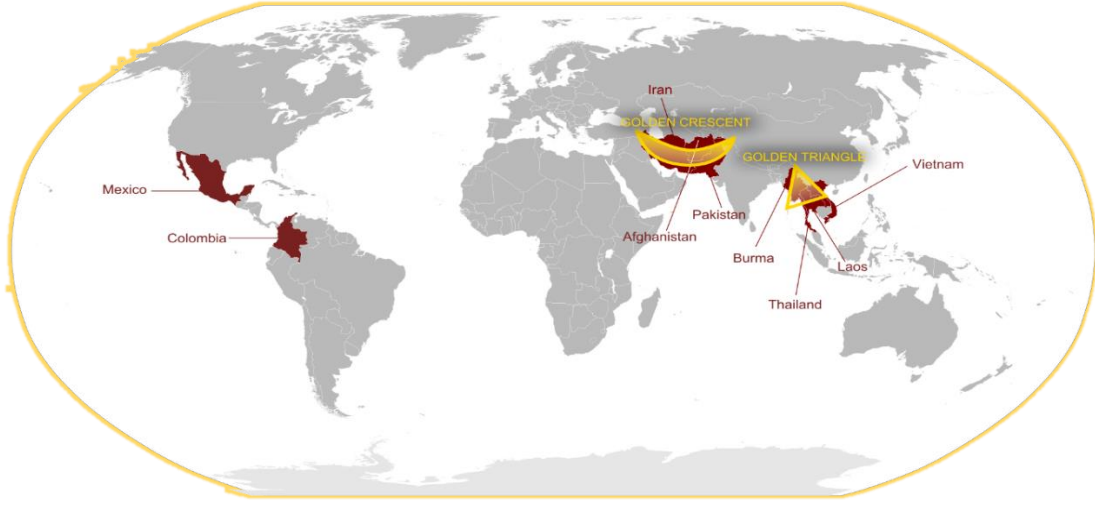 Iran
GOLDEN CRESCENT
GOLDEN TRIANGLE
Vietnam
Mexico
Pakistan
Colombia
Afghanistan
Burma
Laos
Thailand